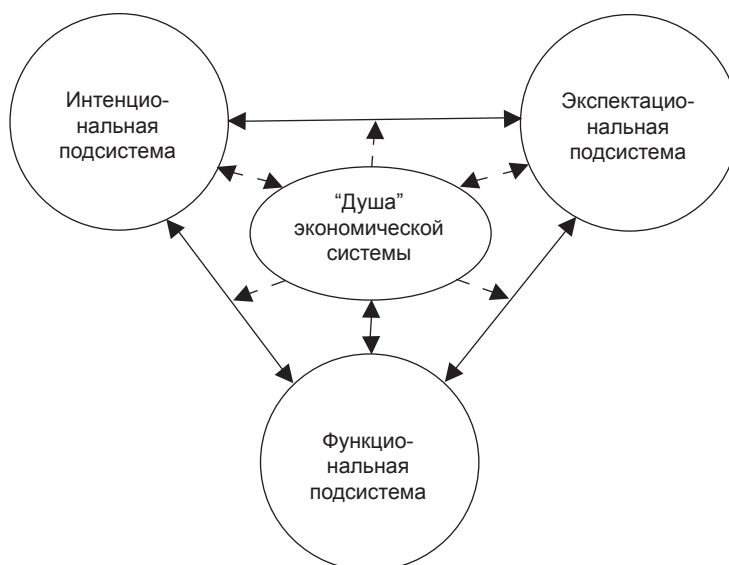 Интенцио-
нальная
подсистема
Экспектацио-
нальная
подсистема
“Душа”
экономической
системы
Функцио-
нальная
подсистема